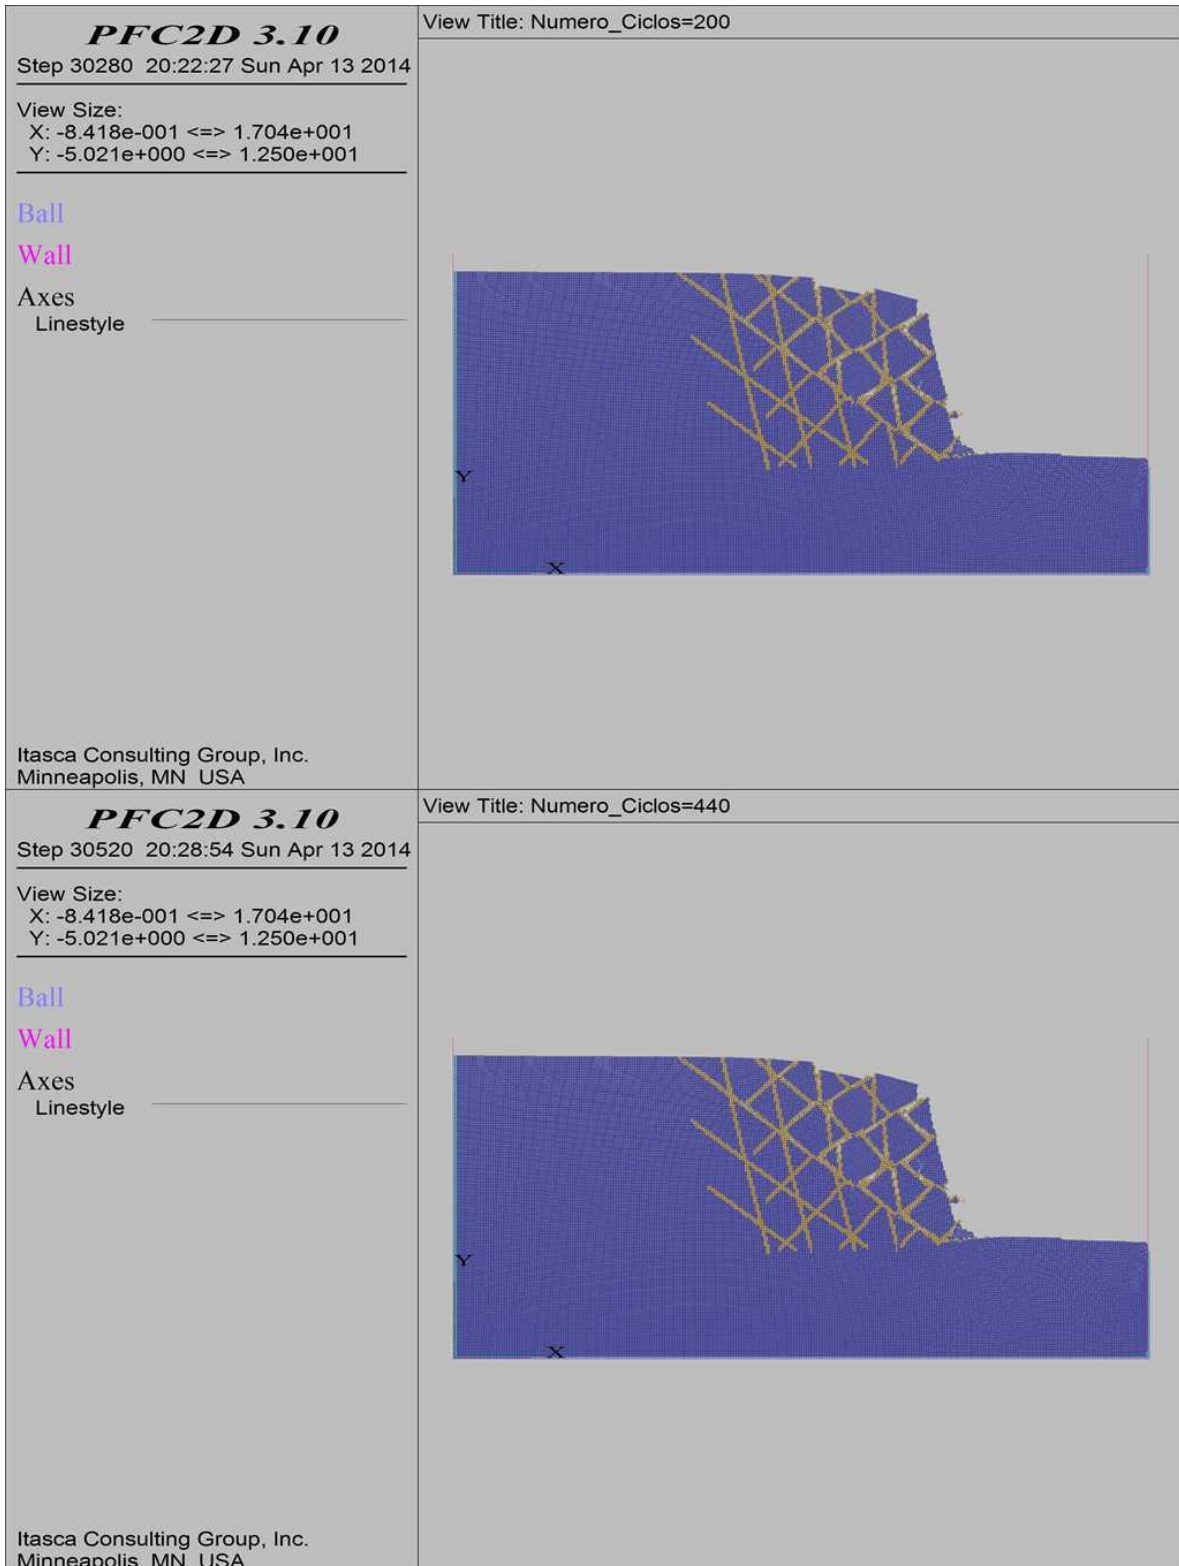 PFC2D 3.10
Step 30280  20:22:27 Sun Apr 13 2014
View Size:
X: -8.418e-001 <=> 1.704e+001
Y: -5.021e+000 <=> 1.250e+001
Ball
Wall
Axes
Linestyle
Itasca Consulting Group, Inc.
Minneapolis, MN  USA
View Title: Numero_Ciclos=200
Y
X
PFC2D 3.10
Step 30520  20:28:54 Sun Apr 13 2014
View Size:
X: -8.418e-001 <=> 1.704e+001
Y: -5.021e+000 <=> 1.250e+001
Ball
Wall
Axes
Linestyle
Itasca Consulting Group, Inc.
Minneapolis, MN  USA
View Title: Numero_Ciclos=440
Y
X